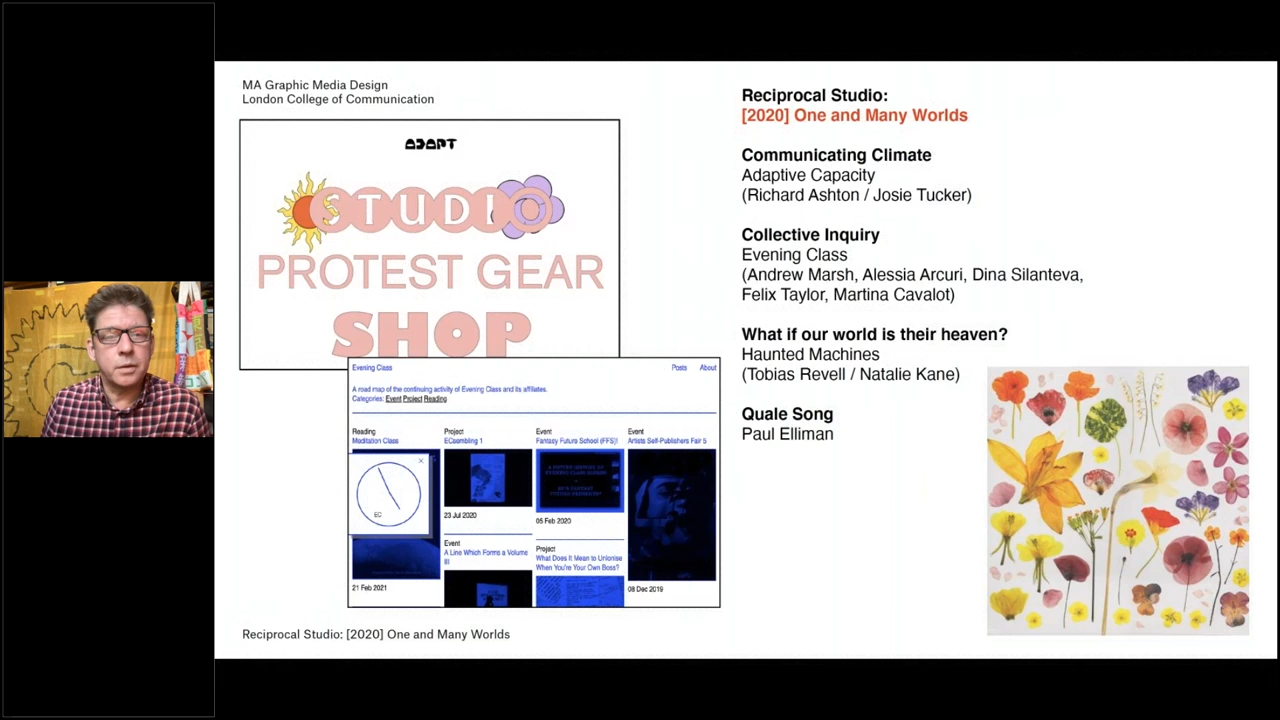 MA Graphic Media Design
London College of Communication
ADAPT
STUDIO
PROTEST GEAR
SHOP
Evening Class
Posts About
A road map of the continuing activity of Evening Class and its affiliates.
Categories: Event Project Reading
Reading
Meditation Class
EC
21 Feb 2021
Project
ECsembling 1
23 Jul 2020
Event
A Line Which Forms a Volume
III
Event
Fantasy Future School (FFS)!
05 Feb 2020
Project
What Does It Mean to Unionise
When You're Your Own Boss?
Event
Artists Self-Publishers Fair 5
08 Dec 2019
Reciprocal Studio: [2020] One and Many Worlds
Reciprocal Studio:
[2020] One and Many Worlds
Communicating Climate
Adaptive Capacity
(Richard Ashton / Josie Tucker)
Collective Inquiry
Evening Class
(Andrew Marsh, Alessia Arcuri, Dina Silanteva,
Felix Taylor, Martina Cavalot)
What if our world is their heaven?
Haunted Machines
(Tobias Revell / Natalie Kane)
Quale Song
Paul Elliman